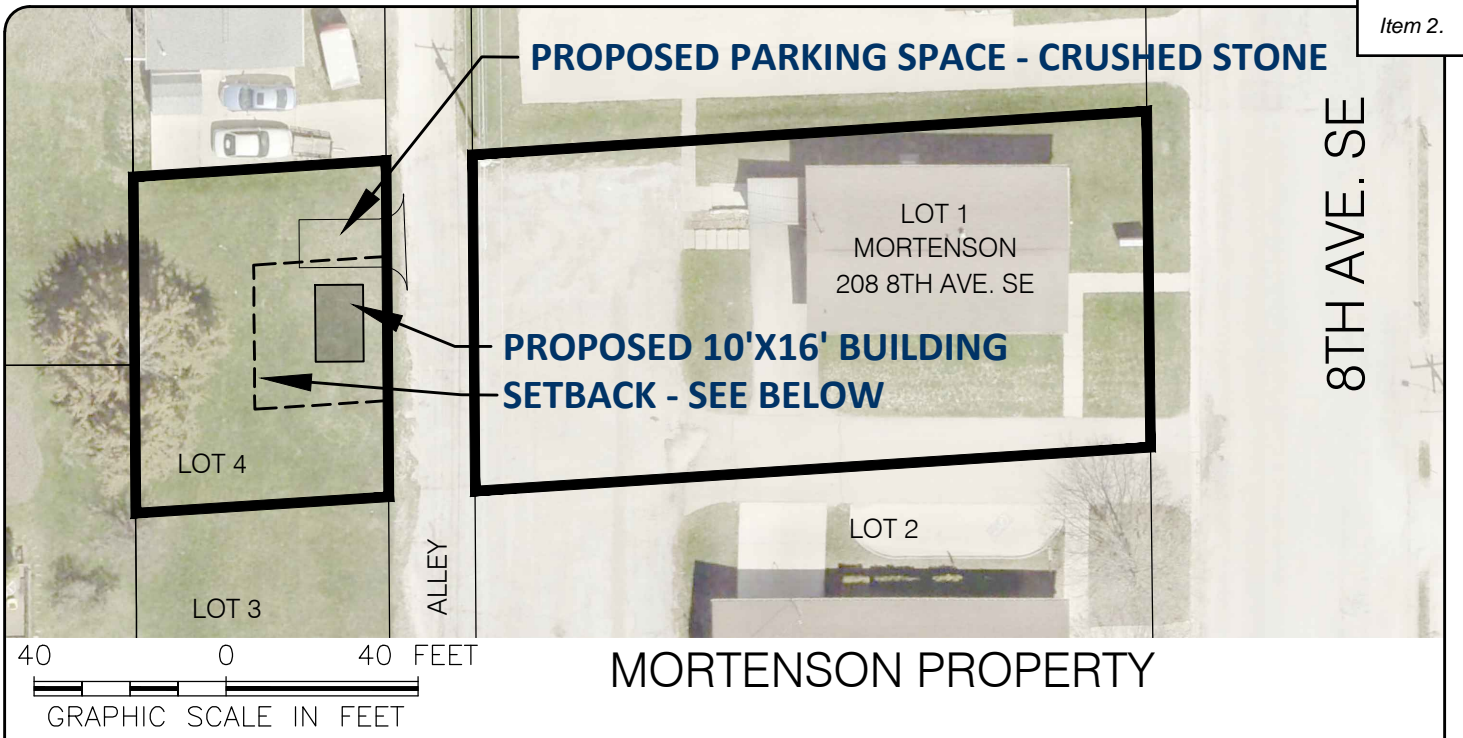 Item 2.
PROPOSED PARKING SPACE - CRUSHED STONE
8TH AVE. SE
LOT 1
MORTENSON
208 8TH AVE. SE
PROPOSED 10'X16' BUILDING
SETBACK - SEE BELOW
LOT 4
LOT 2
ALLEY
LOT 3
40 0 40 FEET
GRAPHIC SCALE IN FEET
MORTENSON PROPERTY